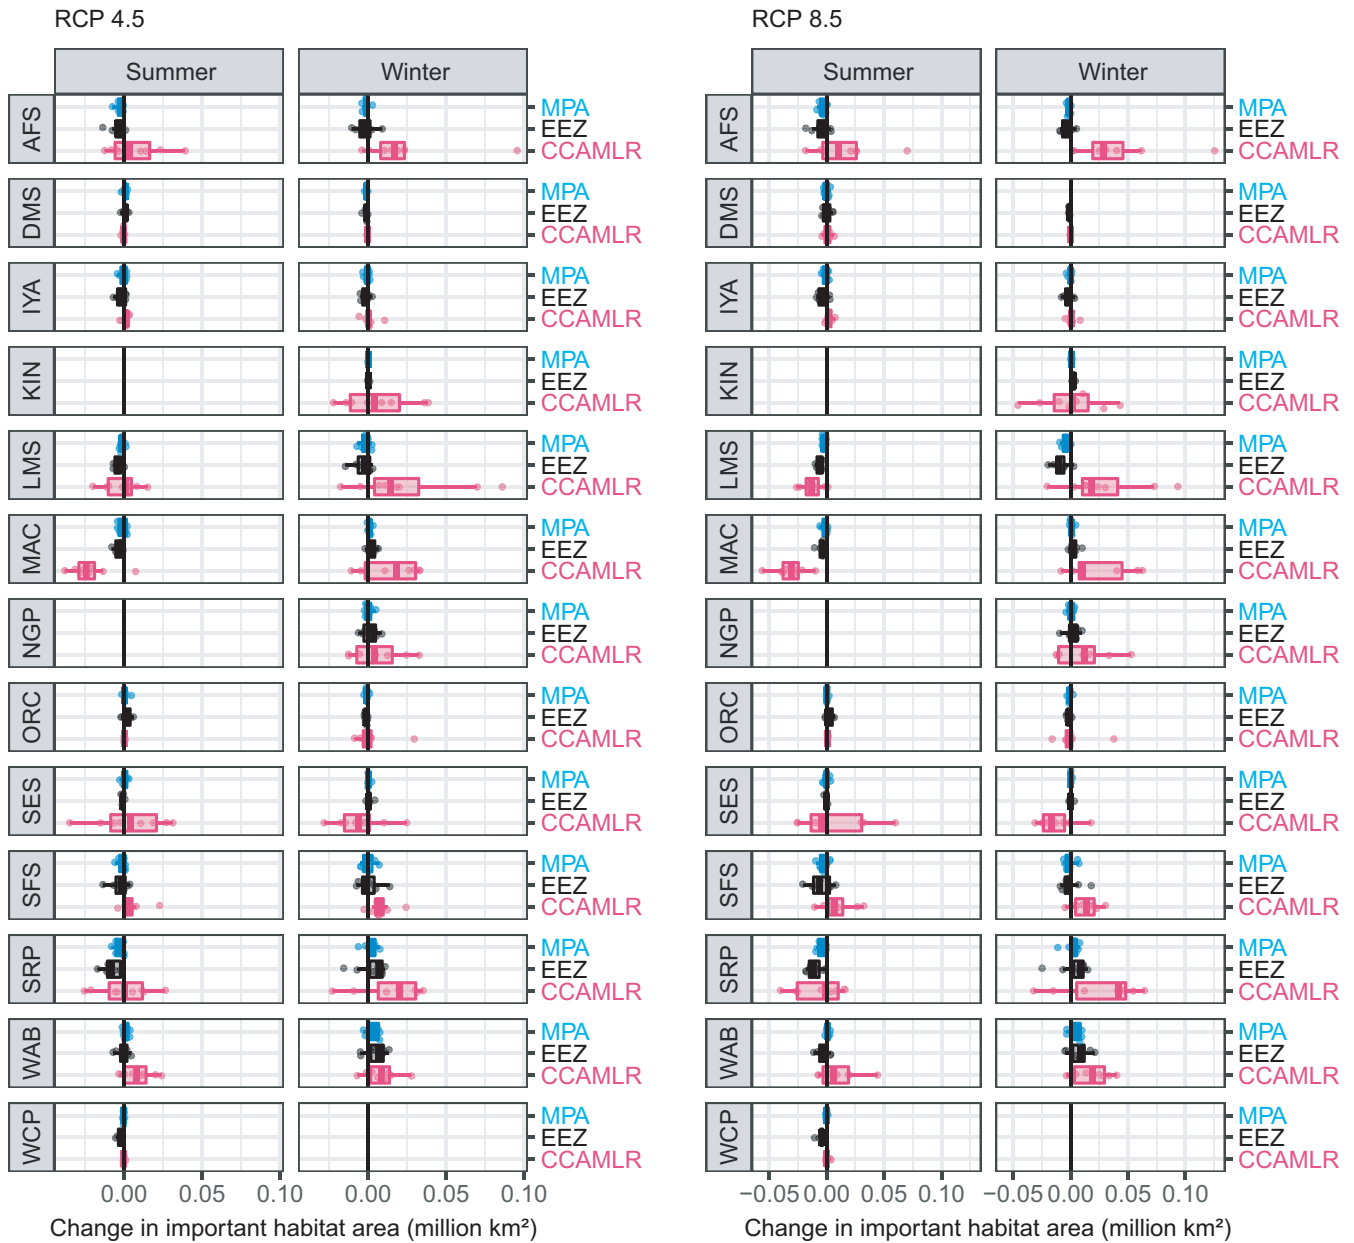 RCP 4.5
RCP 8.5
Summer Winter Summer Winter
AFS MPA AFS MPA
EEZ EEZ
CCAMLR CCAMLR
DMS MPA DMS MPA
EEZ EEZ
CCAMLR CCAMLR
IYA MPA IYA MPA
EEZ EEZ
CCAMLR CCAMLR
KIN MPA KIN MPA
EEZ EEZ
CCAMLR CCAMLR
LMS MPA LMS MPA
EEZ EEZ
CCAMLR CCAMLR
MAC MPA MAC MPA
EEZ EEZ
CCAMLR CCAMLR
NGP MPA NGP MPA
EEZ EEZ
CCAMLR CCAMLR
ORC MPA ORC MPA
EEZ EEZ
CCAMLR CCAMLR
SES MPA SES MPA
EEZ EEZ
CCAMLR CCAMLR
SFS MPA SFS MPA
EEZ EEZ
CCAMLR CCAMLR
SRP MPA SRP MPA
EEZ EEZ
CCAMLR CCAMLR
WAB MPA WAB MPA
EEZ EEZ
CCAMLR CCAMLR
WCP MPA WCP MPA
EEZ EEZ
CCAMLR CCAMLR
0.00 0.05 0.10 0.00 0.05 0.10 −0.05 0.00 0.05 0.10 −0.05 0.00 0.05 0.10
Change in important habitat area (million km²) Change in important habitat area (million km²)